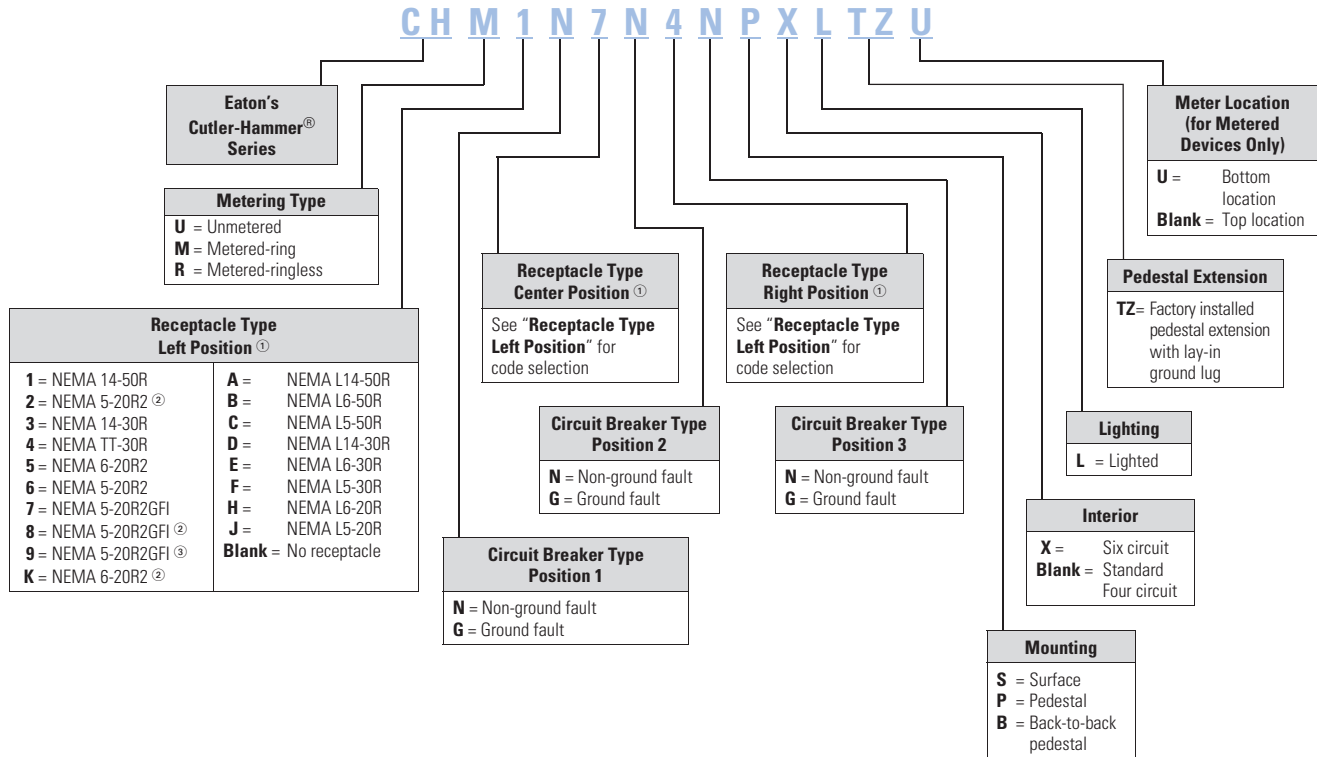 CH M 1 N 7 N 4 N P X L TZ U
Eaton's
Cutler-Hammer®
Series
Metering Type
U = Unmetered
M = Metered-ring
R = Metered-ringless
Receptacle Type
Left Position ①
1 = NEMA 14-50R
2 = NEMA 5-20R2 ②
3 = NEMA 14-30R
4 = NEMA TT-30R
5 = NEMA 6-20R2
6 = NEMA 5-20R2
7 = NEMA 5-20R2GFI
8 = NEMA 5-20R2GFI ②
9 = NEMA 5-20R2GFI ③
K = NEMA 6-20R2 ②
A = NEMA L14-50R
B = NEMA L6-50R
C = NEMA L5-50R
D = NEMA L14-30R
E = NEMA L6-30R
F = NEMA L5-30R
H = NEMA L6-20R
J = NEMA L5-20R
Blank = No receptacle
Circuit Breaker Type
Position 1
N = Non-ground fault
G = Ground fault
Receptacle Type
Center Position ①
See "Receptacle Type
Left Position" for
code selection
Circuit Breaker Type
Position 2
N = Non-ground fault
G = Ground fault
Receptacle Type
Right Position ①
See "Receptacle Type
Left Position" for
code selection
Circuit Breaker Type
Position 3
N = Non-ground fault
G = Ground fault
Mounting
S = Surface
P = Pedestal
B = Back-to-back
pedestal
Interior
X = Six circuit
Blank = Standard
Four circuit
Lighting
L = Lighted
Pedestal Extension
TZ= Factory installed
pedestal extension
with lay-in
ground lug
Meter Location
(for Metered
Devices Only)
U = Bottom
location
Blank = Top location